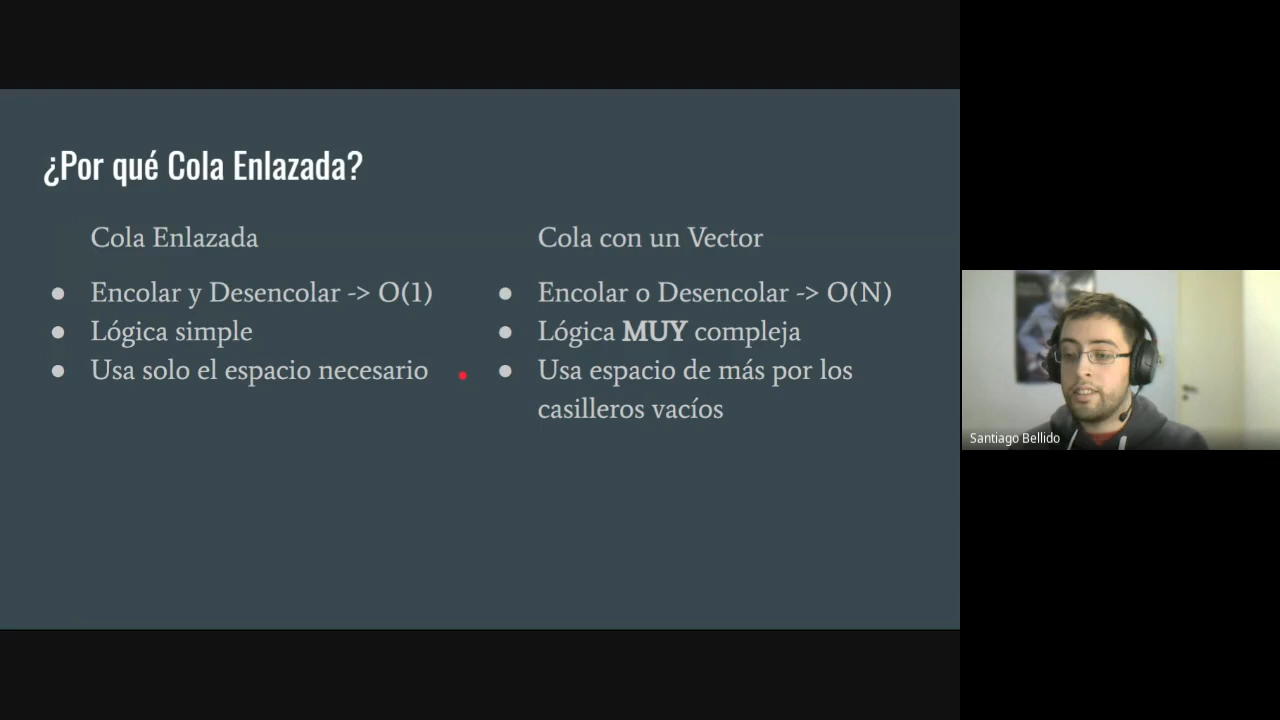 ¿Por qué Cola Enlazada?
Cola Enlazada
● Encolar y Desencolar -> O(1)
● Lógica simple
● Usa solo el espacio necesario
Cola con un Vector
● Encolar o Desencolar -> O(N)
● Lógica MUY compleja
● Usa espacio de más por los
casilleros vacíos
Santiago Bellido